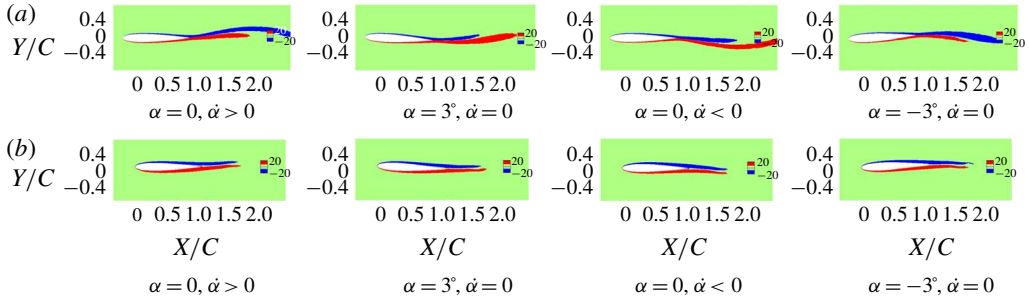 (a) 0.4 0.4 0.4 0.4
Y/C 0 20 0 20 0 20 0 20
−0.4 −20 −0.4 −20 −0.4 −20 −0.4 −20
0 0.5 1.0 1.5 2.0 0 0.5 1.0 1.5 2.0 0 0.5 1.0 1.5 2.0 0 0.5 1.0 1.5 2.0
α = 0, α̇ > 0 α = 3°, α̇ = 0 α = 0, α̇ < 0 α = −3°, α̇ = 0
(b) 0.4 0.4 0.4 0.4
Y/C 0 20 0 20 0 20 0 20
−0.4 −20 −0.4 −20 −0.4 −20 −0.4 −20
0 0.5 1.0 1.5 2.0 0 0.5 1.0 1.5 2.0 0 0.5 1.0 1.5 2.0 0 0.5 1.0 1.5 2.0
X/C X/C X/C X/C
α = 0, α̇ > 0 α = 3°, α̇ = 0 α = 0, α̇ < 0 α = −3°, α̇ = 0